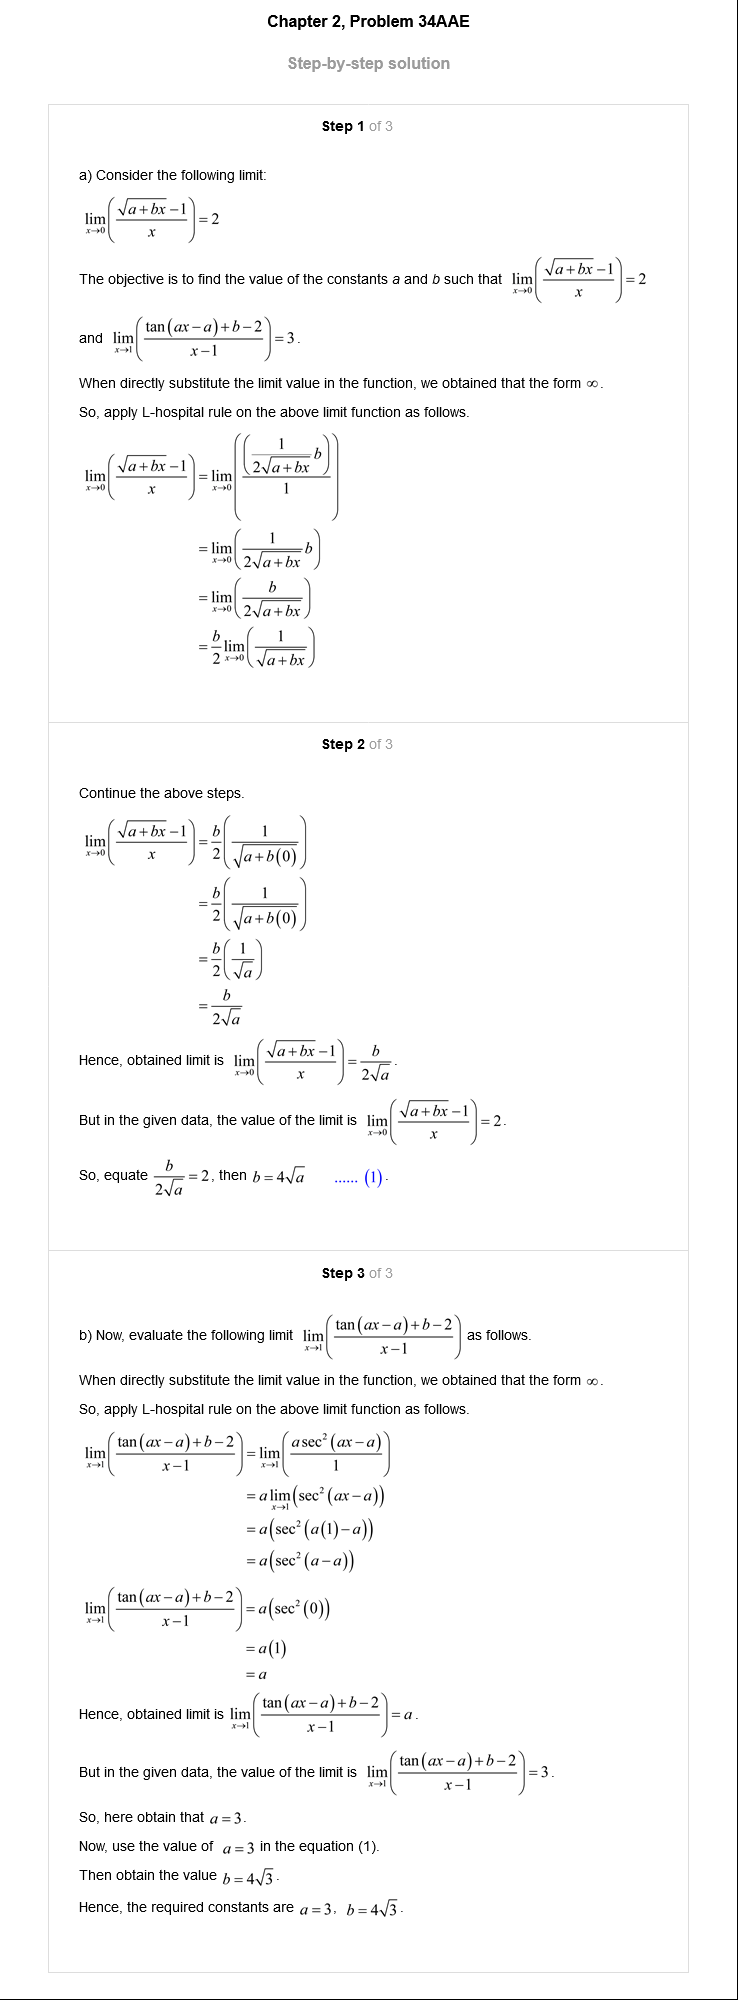 Chapter 2, Problem 34AAE
Step-by-step solution
Step 1 of 3
a) Consider the following limit:
$\lim_{x \to 0}\left(\frac{\sqrt{a+bx}-1}{x}\right)=2$
The objective is to find the value of the constants a and b such that $\lim_{x \to 0}\left(\frac{\sqrt{a+bx}-1}{x}\right)=2$
and $\lim_{x \to 1}\left(\frac{\tan(ax-a)+b-2}{x-1}\right)=3$.
When directly substitute the limit value in the function, we obtained that the form ∞.
So, apply L-hospital rule on the above limit function as follows.
$\lim_{x \to 0}\left(\frac{\sqrt{a+bx}-1}{x}\right)=\lim_{x \to 0}\left(\frac{\left(\frac{1}{2\sqrt{a+bx}}b\right)}{1}\right)$
$=\lim_{x \to 0}\left(\frac{1}{2\sqrt{a+bx}}b\right)$
$=\lim_{x \to 0}\left(\frac{b}{2\sqrt{a+bx}}\right)$
$=\frac{b}{2}\lim_{x \to 0}\left(\frac{1}{\sqrt{a+bx}}\right)$
Step 2 of 3
Continue the above steps.
$\lim_{x \to 0}\left(\frac{\sqrt{a+bx}-1}{x}\right)=\frac{b}{2}\left(\frac{1}{\sqrt{a+b(0)}}\right)$
$=\frac{b}{2}\left(\frac{1}{\sqrt{a+b(0)}}\right)$
$=\frac{b}{2}\left(\frac{1}{\sqrt{a}}\right)$
$=\frac{b}{2\sqrt{a}}$
Hence, obtained limit is $\lim_{x \to 0}\left(\frac{\sqrt{a+bx}-1}{x}\right)=\frac{b}{2\sqrt{a}}$.
But in the given data, the value of the limit is $\lim_{x \to 0}\left(\frac{\sqrt{a+bx}-1}{x}\right)=2$.
So, equate $\frac{b}{2\sqrt{a}}=2$, then $b=4\sqrt{a}$ ...... (1).
Step 3 of 3
b) Now, evaluate the following limit $\lim_{x \to 1}\left(\frac{\tan(ax-a)+b-2}{x-1}\right)$ as follows.
When directly substitute the limit value in the function, we obtained that the form ∞.
So, apply L-hospital rule on the above limit function as follows.
$\lim_{x \to 1}\left(\frac{\tan(ax-a)+b-2}{x-1}\right)=\lim_{x \to 1}\left(\frac{a\sec^2(ax-a)}{1}\right)$
$=a\lim_{x \to 1}(\sec^2(ax-a))$
$=a(\sec^2(a(1)-a))$
$=a(\sec^2(a-a))$
$\lim_{x \to 1}\left(\frac{\tan(ax-a)+b-2}{x-1}\right)=a(\sec^2(0))$
$=a(1)$
$=a$
Hence, obtained limit is $\lim_{x \to 1}\left(\frac{\tan(ax-a)+b-2}{x-1}\right)=a$.
But in the given data, the value of the limit is $\lim_{x \to 1}\left(\frac{\tan(ax-a)+b-2}{x-1}\right)=3$.
So, here obtain that $a=3$.
Now, use the value of $a=3$ in the equation (1).
Then obtain the value $b=4\sqrt{3}$.
Hence, the required constants are $a=3$, $b=4\sqrt{3}$.